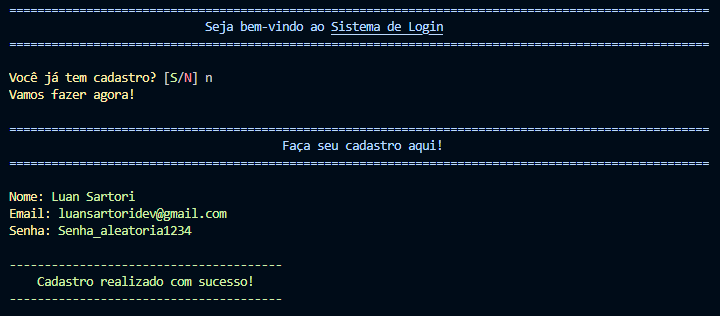 ====================================================================================================
Seja bem-vindo ao Sistema de Login
====================================================================================================
Você já tem cadastro? [S/N] n
Vamos fazer agora!
====================================================================================================
Faça seu cadastro aqui!
====================================================================================================
Nome: Luan Sartori
Email: luansartoridev@gmail.com
Senha: Senha_aleatoria1234
---------------------------------------
Cadastro realizado com sucesso!
---------------------------------------